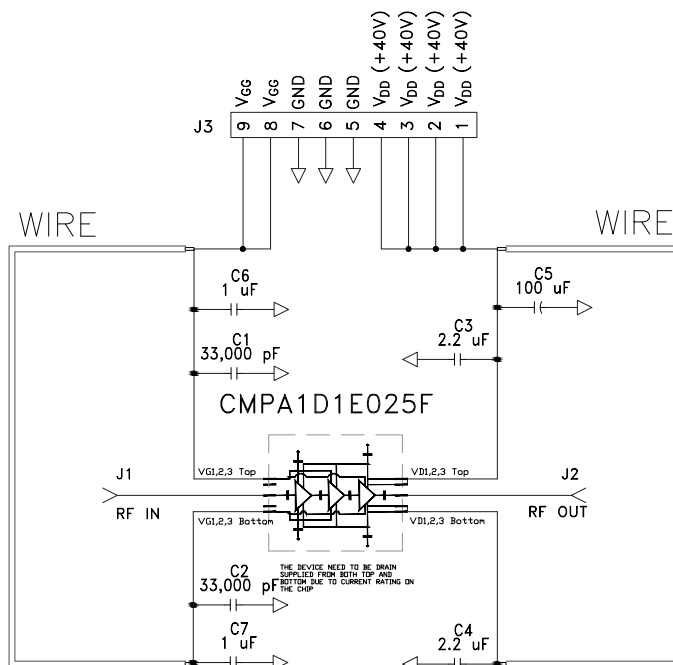 VGG
VGG
GND
GND
GND
VDD (+40V)
VDD (+40V)
VDD (+40V)
VDD (+40V)
J3
9 8 7 6 5 4 3 2 1
WIRE
WIRE
C6
1 uF
C5
100 uF
C1
33,000 pF
C3
2.2 uF
CMPA1D1E025F
VG1,2,3 Top
VD1,2,3 Top
J1
J2
RF IN
RF OUT
VG1,2,3 Bottom
VD1,2,3 Bottom
THE DEVICE NEED TO BE DRAIN
SUPPLIED FROM BOTH TOP AND
BOTTOM DUE TO CURRENT RATING ON
THE CHIP
C2
33,000 pF
C7
1 uF
C4
2.2 uF